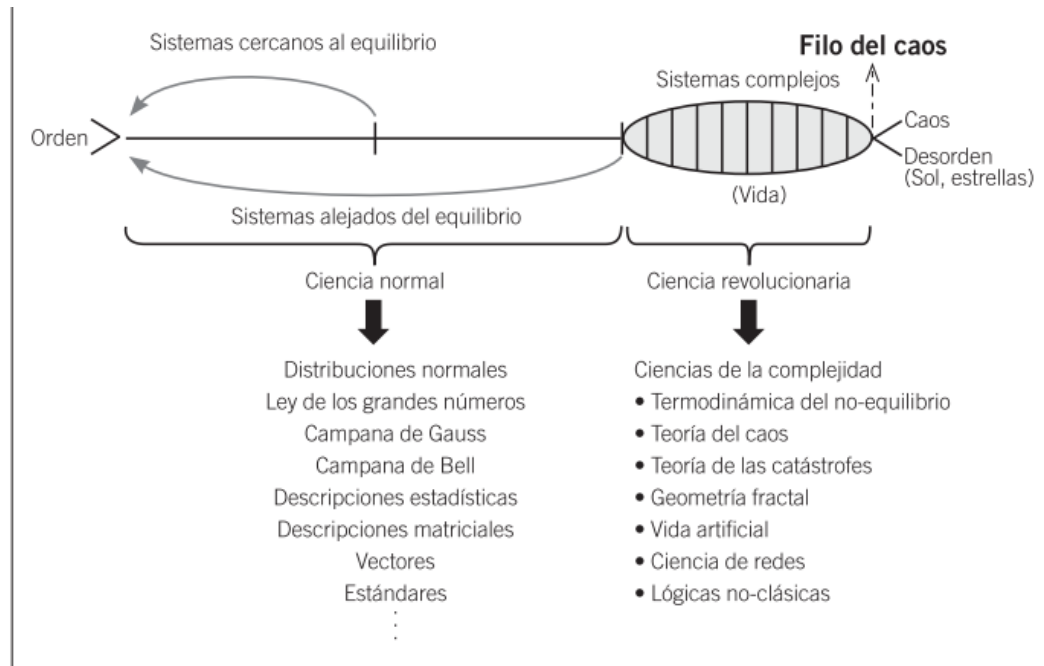 Sistemas cercanos al equilibrio
Filo del caos
Sistemas complejos
Orden
Caos
Desorden
(Sol, estrellas)
(Vida)
Sistemas alejados del equilibrio
Ciencia normal
Ciencia revolucionaria
Distribuciones normales
Ley de los grandes números
Campana de Gauss
Campana de Bell
Descripciones estadísticas
Descripciones matriciales
Vectores
Estándares
Ciencias de la complejidad
• Termodinámica del no-equilibrio
• Teoría del caos
• Teoría de las catástrofes
• Geometría fractal
• Vida artificial
• Ciencia de redes
• Lógicas no-clásicas